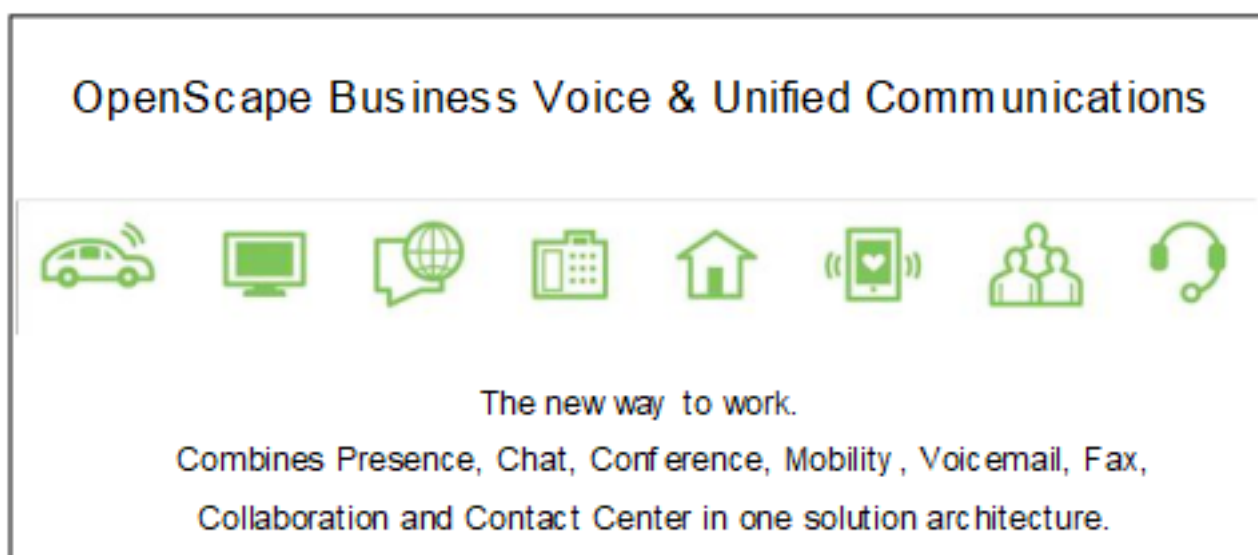 OpenScape Business Voice & Unified Communications
The new way to work.
Combines Presence, Chat, Conference, Mobility, Voicemail, Fax,
Collaboration and Contact Center in one solution architecture.